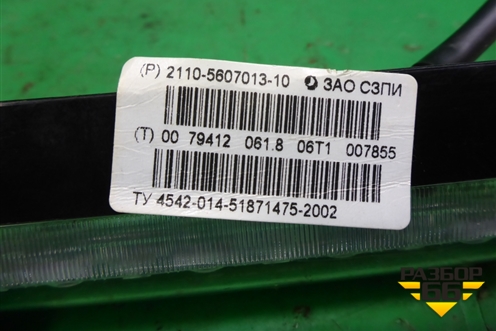 (P) 2110-5607013-10 ЗАО СЗПИ
(T) 00 79412 061.8 06T1 007855
ТУ 4542-014-51871475-2002
РАЗБОР
66